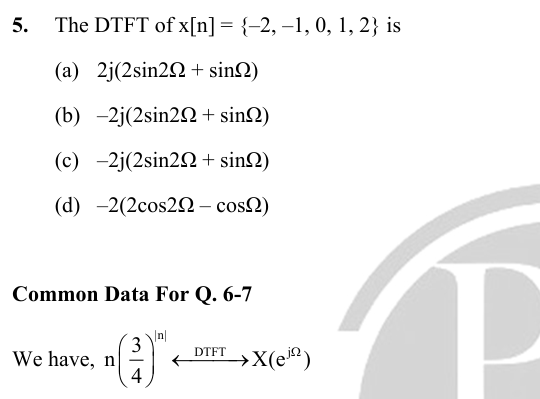 5. The DTFT of x[n] = {–2, –1, 0, 1, 2} is
(a) 2j(2sin2Ω + sinΩ)
(b) –2j(2sin2Ω + sinΩ)
(c) –2j(2sin2Ω + sinΩ)
(d) –2(2cos2Ω – cosΩ)
Common Data For Q. 6-7
We have, n(3/4)^|n| ←DTFT→ X(e^jΩ)